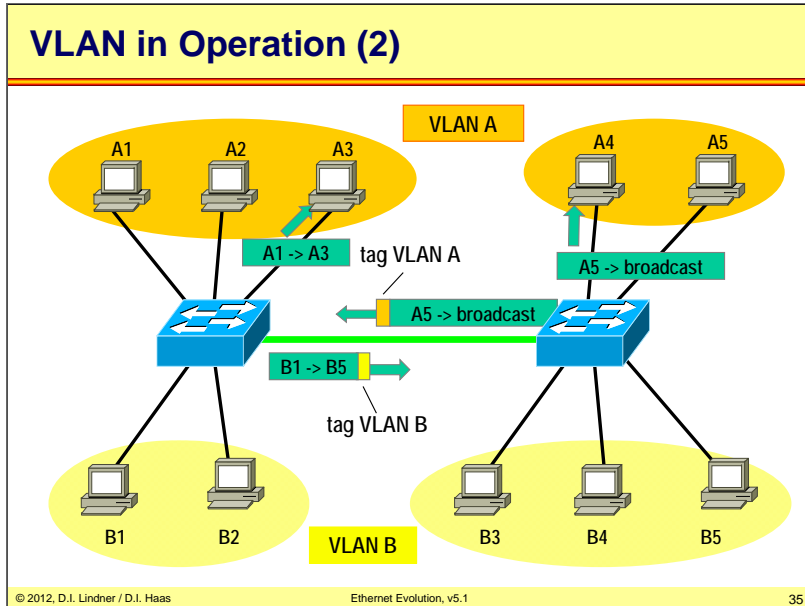 VLAN in Operation (2)
VLAN A
A1
A2
A3
A4
A5
A1 -> A3
tag VLAN A
A5 -> broadcast
A5 -> broadcast
B1 -> B5
tag VLAN B
B1
B2
VLAN B
B3
B4
B5
© 2012, D.I. Lindner / D.I. Haas
Ethernet Evolution, v5.1
35